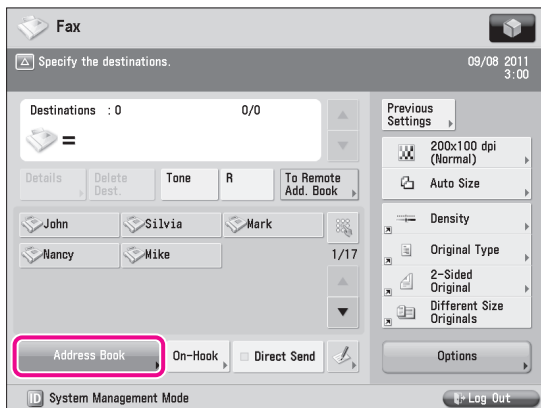 Fax
Specify the destinations.
09/08 2011
3:00
Destinations : 0 0/0
=
Details
Delete
Dest.
Tone
R
To Remote
Add. Book
John
Silvia
Mark
Nancy
Mike
1/17
Address Book
On-Hook
Direct Send
Previous
Settings
200x100 dpi
(Normal)
Auto Size
Density
Original Type
2-Sided
Original
Different Size
Originals
Options
ID System Management Mode
Log Out